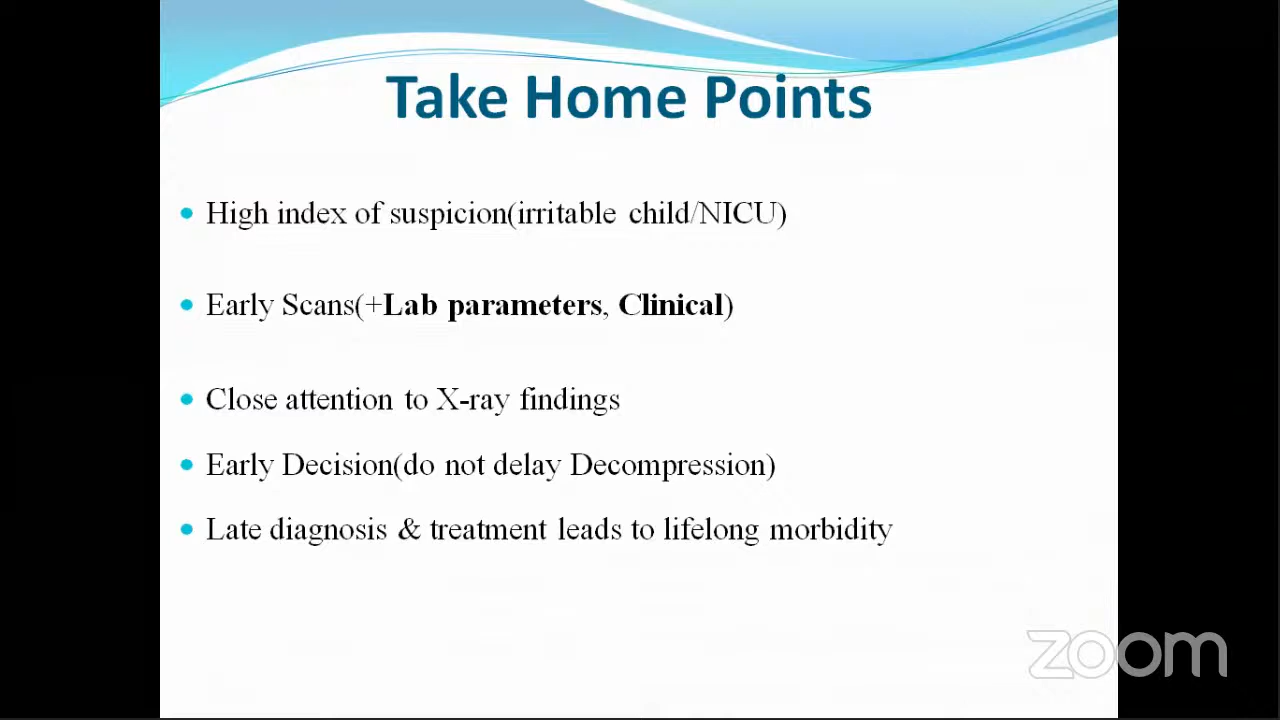 Take Home Points
High index of suspicion(irritable child/NICU)
Early Scans(+Lab parameters, Clinical)
Close attention to X-ray findings
Early Decision(do not delay Decompression)
Late diagnosis & treatment leads to lifelong morbidity
zoom